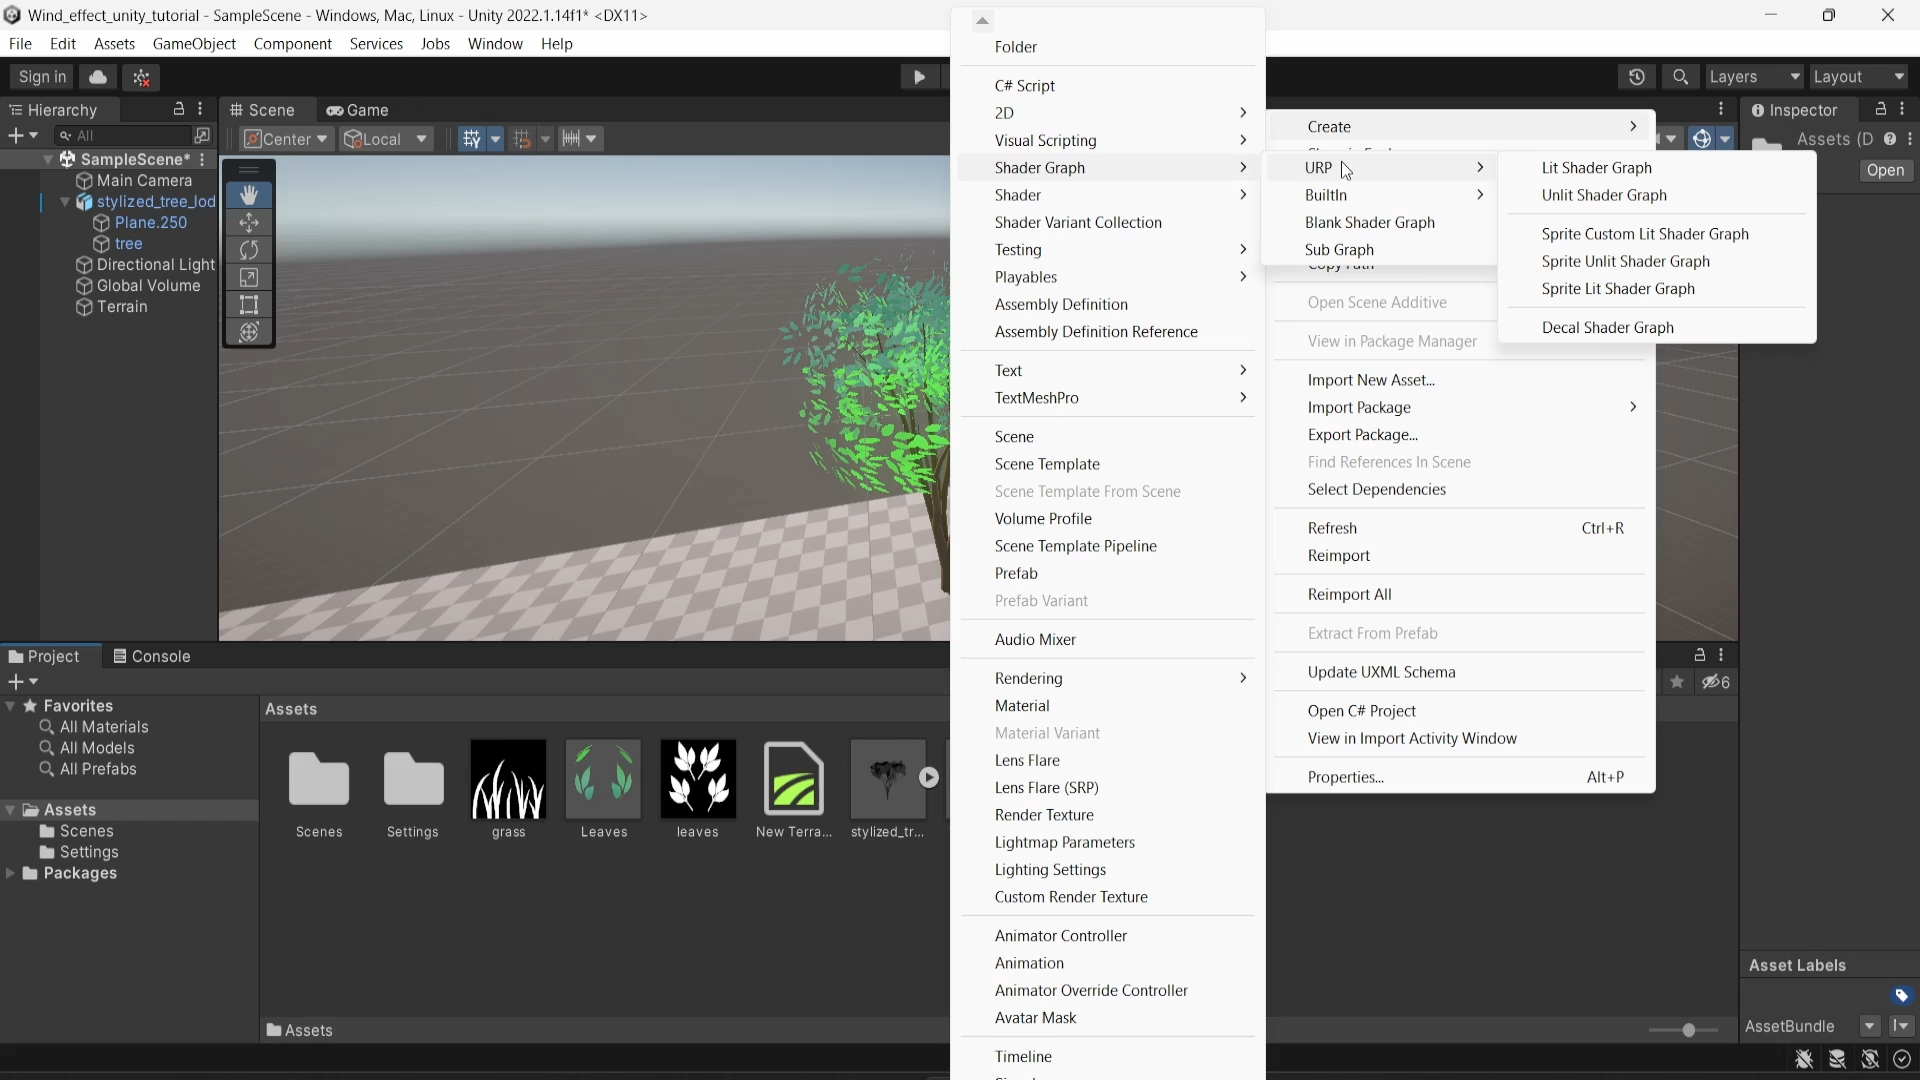 Wind_effect_unity_tutorial - SampleScene - Windows, Mac, Linux - Unity 2022.1.14f1* <DX11>
File Edit Assets GameObject Component Services Jobs Window Help
Sign in
Layers
Layout
Hierarchy
All
SampleScene*
Main Camera
stylized_tree_lod
Plane.250
tree
Directional Light
Global Volume
Terrain
Scene
Game
Center
Local
Folder
C# Script
2D
Visual Scripting
Shader Graph
Shader
Shader Variant Collection
Testing
Playables
Assembly Definition
Assembly Definition Reference
Text
TextMeshPro
Scene
Scene Template
Scene Template From Scene
Volume Profile
Scene Template Pipeline
Prefab
Prefab Variant
Audio Mixer
Rendering
Material
Material Variant
Lens Flare
Lens Flare (SRP)
Render Texture
Lightmap Parameters
Lighting Settings
Custom Render Texture
Animator Controller
Animation
Animator Override Controller
Avatar Mask
Timeline
Create
URP
BuiltIn
Blank Shader Graph
Sub Graph
Open Scene Additive
View in Package Manager
Import New Asset...
Import Package
Export Package...
Find References In Scene
Select Dependencies
Refresh Ctrl+R
Reimport
Reimport All
Extract From Prefab
Update UXML Schema
Open C# Project
View in Import Activity Window
Properties... Alt+P
Lit Shader Graph
Unlit Shader Graph
Sprite Custom Lit Shader Graph
Sprite Unlit Shader Graph
Sprite Lit Shader Graph
Decal Shader Graph
Inspector
Assets (D
Open
Project
Console
6
Favorites
All Materials
All Models
All Prefabs
Assets
Scenes
Settings
Packages
Assets
Scenes
Settings
grass
Leaves
leaves
New Terra...
stylized_tr...
Assets
Asset Labels
AssetBundle